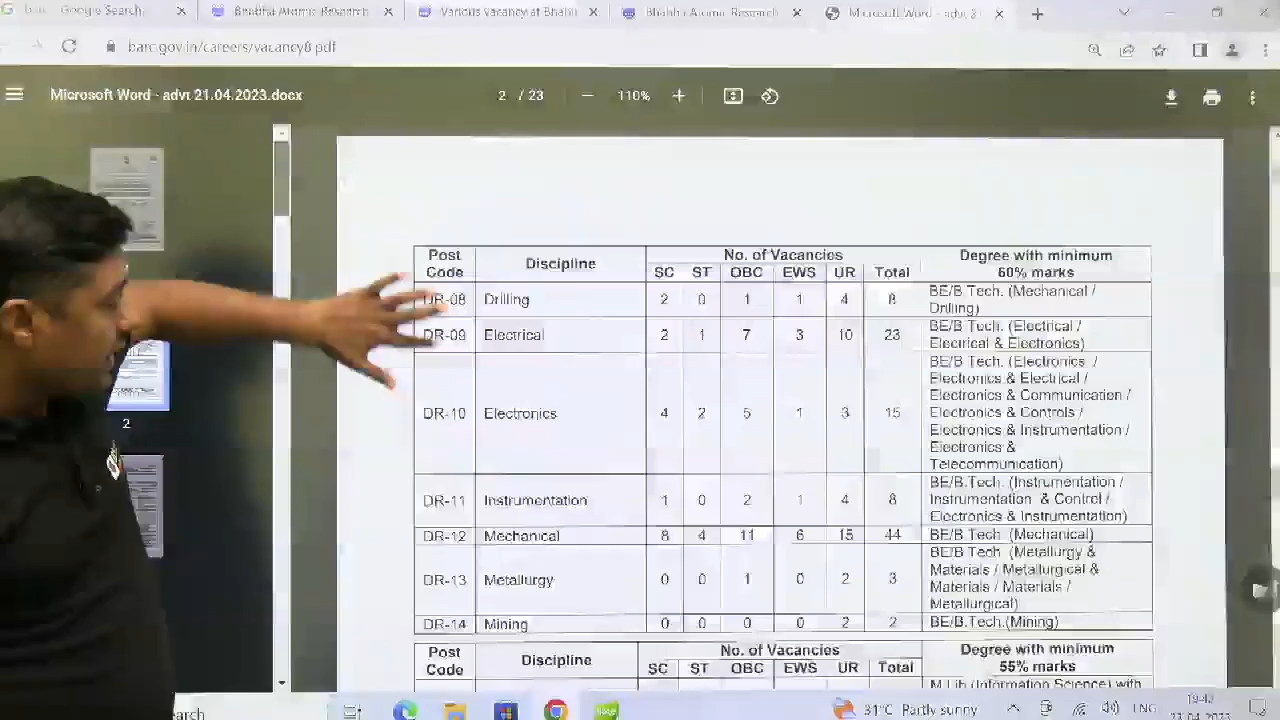 Google Search
Bhabha Atomic Research
Various Vacancy at Bhabh
Bhabha Atomic Research
Microsoft Word - advt 21
barc.gov.in/careers/vacancy8.pdf
Microsoft Word - advt 21.04.2023.docx
2 / 23
110%
Post Code Discipline No. of Vacancies Degree with minimum 60% marks
SC ST OBC EWS UR Total
DR-08 Drilling 2 0 1 1 4 8 BE/B Tech. (Mechanical /
Drilling)
DR-09 Electrical 2 1 7 3 10 23 BE/B Tech. (Electrical /
Electrical & Electronics)
DR-10 Electronics 4 2 5 1 3 15 BE/B Tech. (Electronics /
Electronics & Electrical /
Electronics & Communication /
Electronics & Controls /
Electronics & Instrumentation /
Electronics &
Telecommunication)
DR-11 Instrumentation 1 0 2 1 4 8 BE/B.Tech. (Instrumentation /
Instrumentation & Control /
Electronics & Instrumentation)
DR-12 Mechanical 8 4 11 6 15 44 BE/B Tech (Mechanical)
DR-13 Metallurgy 0 0 1 0 2 3 BE/B Tech (Metallurgy &
Materials / Metallurgical &
Materials / Materials /
Metallurgical)
DR-14 Mining 0 0 0 0 2 2 BE/B.Tech.(Mining)
Post Code Discipline No. of Vacancies Degree with minimum 55% marks
SC ST OBC EWS UR Total
M Lib (Information Science) with
2
31°C Partly sunny
ENG
19:42
23.04.2023